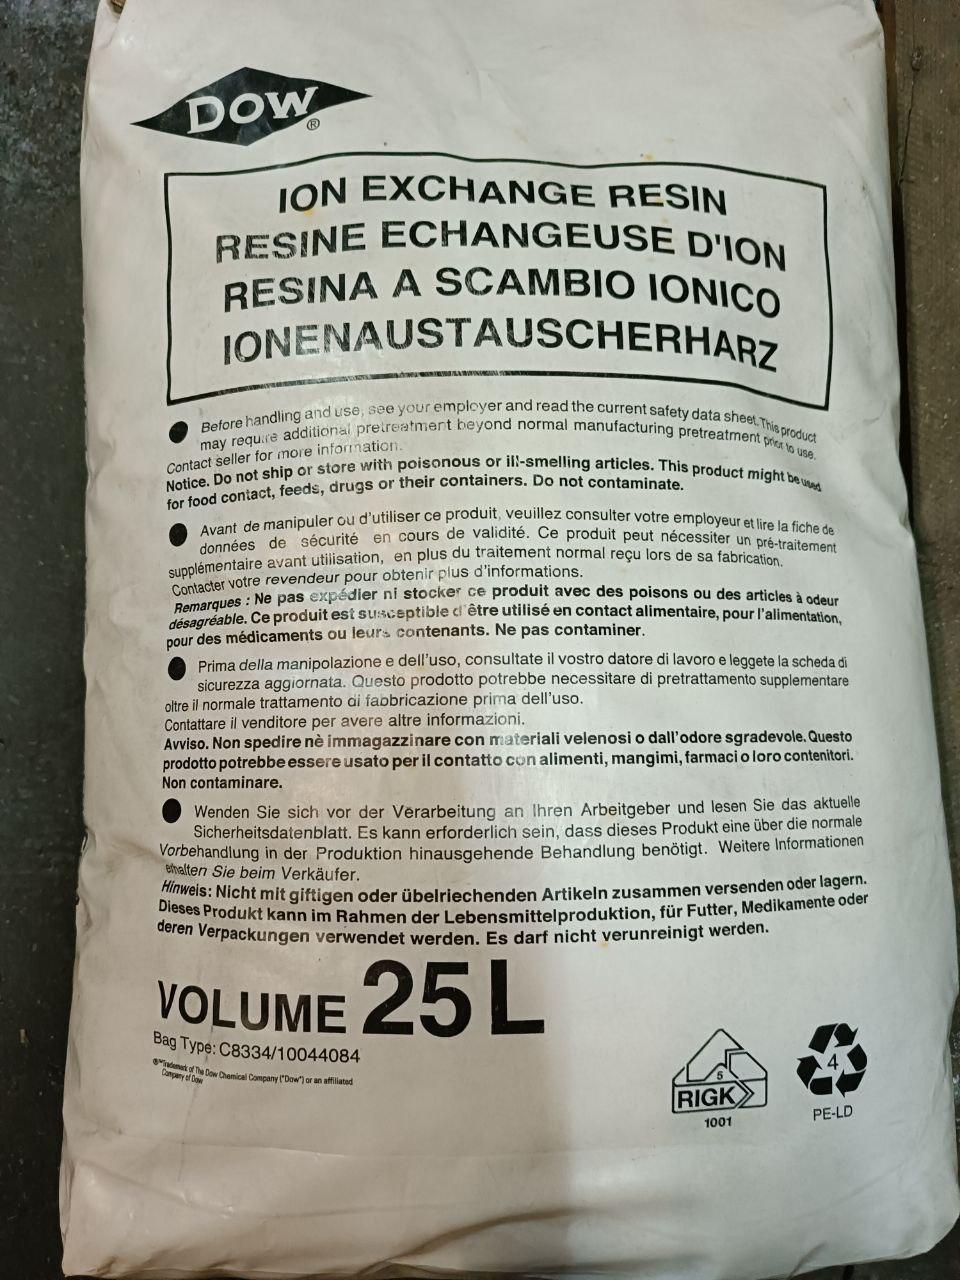 DOW
®
ION EXCHANGE RESIN
RESINE ECHANGEUSE D'ION
RESINA A SCAMBIO IONICO
IONENAUSTAUSCHERHARZ
Before handling and use, see your employer and read the current safety data sheet. This product
may require additional pretreatment beyond normal manufacturing pretreatment prior to use.
Contact seller for more information.
Notice. Do not ship or store with poisonous or ill-smelling articles. This product might be used
for food contact, feeds, drugs or their containers. Do not contaminate.
Avant de manipuler ou d'utiliser ce produit, veuillez consulter votre employeur et lire la fiche de
données de sécurité en cours de validité. Ce produit peut nécessiter un pré-traitement
supplémentaire avant utilisation, en plus du traitement normal reçu lors de sa fabrication.
Contacter votre revendeur pour obtenir plus d'informations.
Remarques : Ne pas expédier ni stocker ce produit avec des poisons ou des articles à odeur
désagréable. Ce produit est susceptible d'être utilisé en contact alimentaire, pour l'alimentation,
pour des médicaments ou leurs contenants. Ne pas contaminer.
Prima della manipolazione e dell'uso, consultate il vostro datore di lavoro e leggete la scheda di
sicurezza aggiornata. Questo prodotto potrebbe necessitare di pretrattamento supplementare
oltre il normale trattamento di fabbricazione prima dell'uso.
Contattare il venditore per avere altre informazioni.
Avviso. Non spedire nè immagazzinare con materiali velenosi o dall'odore sgradevole. Questo
prodotto potrebbe essere usato per il contatto con alimenti, mangimi, farmaci o loro contenitori.
Non contaminare.
Wenden Sie sich vor der Verarbeitung an Ihren Arbeitgeber und lesen Sie das aktuelle
Sicherheitsdatenblatt. Es kann erforderlich sein, dass dieses Produkt eine über die normale
Vorbehandlung in der Produktion hinausgehende Behandlung benötigt. Weitere Informationen
erhalten Sie beim Verkäufer.
Hinweis: Nicht mit giftigen oder übelriechenden Artikeln zusammen versenden oder lagern.
Dieses Produkt kann im Rahmen der Lebensmittelproduktion, für Futter, Medikamente oder
deren Verpackungen verwendet werden. Es darf nicht verunreinigt werden.
VOLUME 25 L
Bag Type: C8334/10044084
®™Trademark of The Dow Chemical Company ("Dow") or an affiliated
Company of Dow
5
RIGK
1001
4
PE-LD